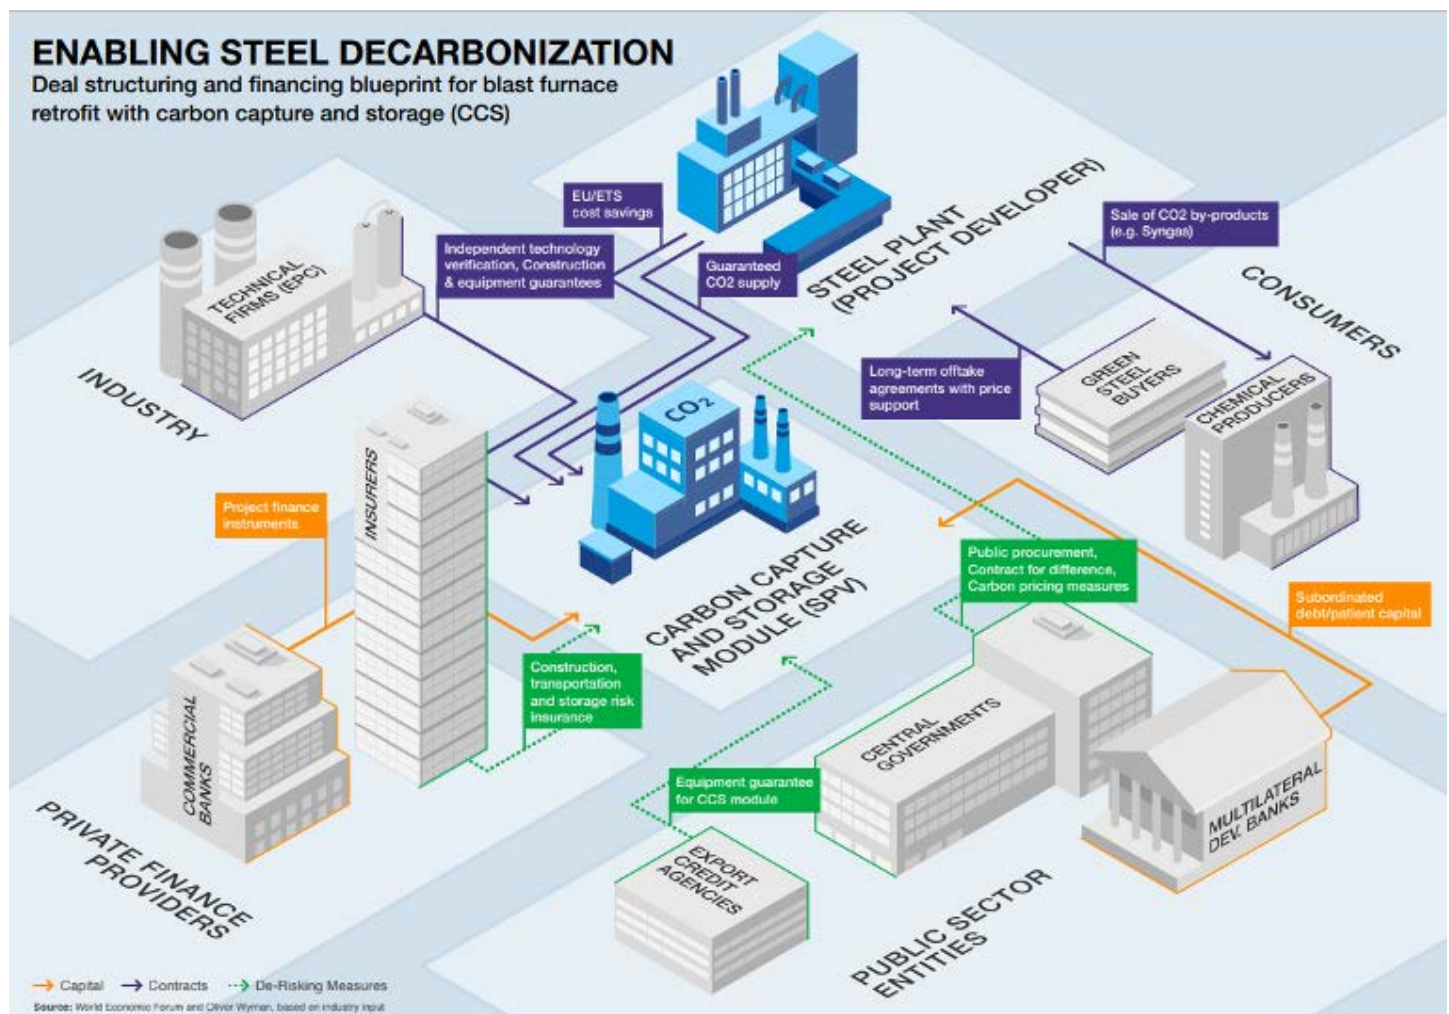 ENABLING STEEL DECARBONIZATION
Deal structuring and financing blueprint for blast furnace
retrofit with carbon capture and storage (CCS)
EU/ETS
cost savings
Independent technology
verification, Construction
& equipment guarantees
Guaranteed
CO2 supply
STEEL PLANT
(PROJECT DEVELOPER)
Sale of CO2 by-products
(e.g. Syngas)
CONSUMERS
TECHNICAL
FIRMS (EPC)
INDUSTRY
Long-term offtake
agreements with price
support
GREEN
STEEL
BUYERS
CHEMICAL
PRODUCERS
CO₂
INSURERS
Project finance
instruments
CARBON CAPTURE
AND STORAGE
MODULE (SPV)
Public procurement,
Contract for difference,
Carbon pricing measures
Subordinated
debt/patient capital
Construction,
transportation
and storage risk
insurance
COMMERCIAL
BANKS
CENTRAL
GOVERNMENTS
Equipment guarantee
for CCS module
MULTILATERAL
DEV. BANKS
PRIVATE FINANCE
PROVIDERS
EXPORT
CREDIT
AGENCIES
PUBLIC SECTOR
ENTITIES
Capital
Contracts
De-Risking Measures
Source: World Economic Forum and Oliver Wyman, based on industry input